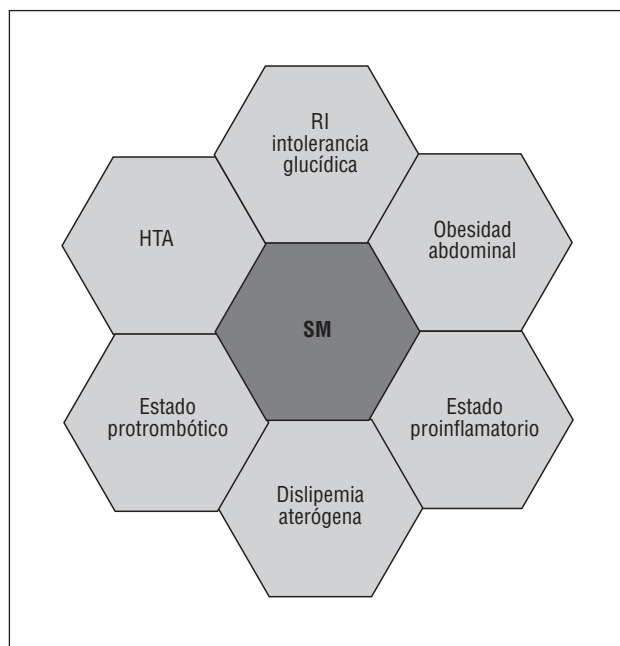 RI
intolerancia
glucídica
HTA
Obesidad
abdominal
SM
Estado
protrombótico
Estado
proinflamatorio
Dislipemia
aterógena